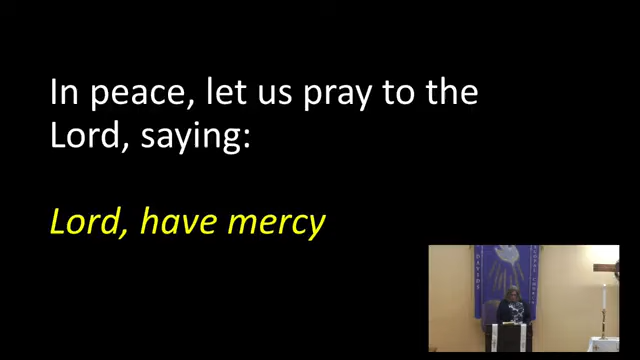 In peace, let us pray to the
Lord, saying:
Lord, have mercy